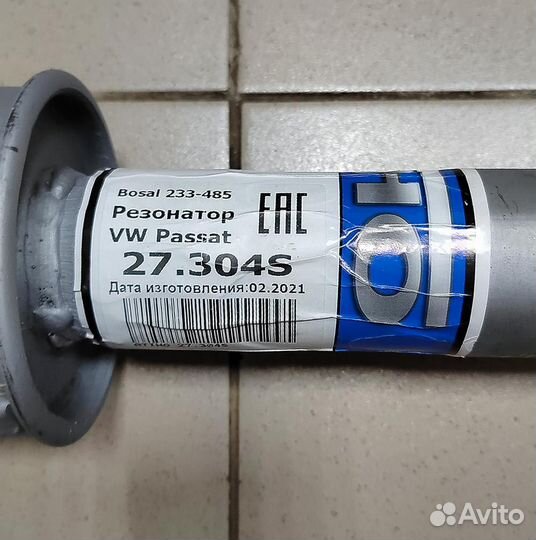 Bosal 233-485
Резонатор
VW Passat
EAC
27.304S
Дата изготовления:02.2021
Avito